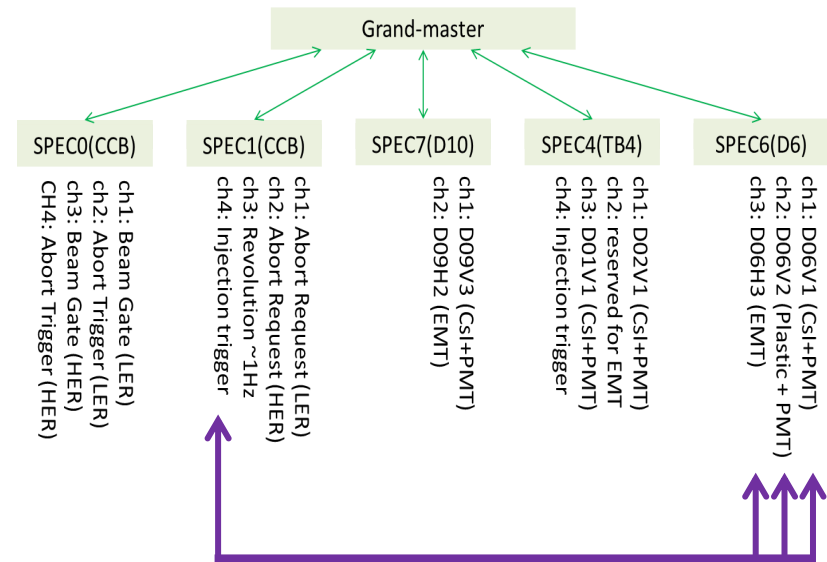 Grand-master
SPEC0(CCB)
ch1: Beam Gate (LER)
ch2: Abort Trigger (LER)
ch3: Beam Gate (HER)
CH4: Abort Trigger (HER)
SPEC1(CCB)
ch1: Abort Request (LER)
ch2: Abort Request (HER)
ch3: Revolution ~1Hz
ch4: Injection trigger
SPEC7(D10)
ch1: D09V3 (CsI+PMT)
ch2: D09H2 (EMT)
SPEC4(TB4)
ch1: D02V1 (CsI+PMT)
ch2: reserved for EMT
ch3: D01V1 (CsI+PMT)
ch4: Injection trigger
SPEC6(D6)
ch1: D06V1 (CsI+PMT)
ch2: D06V2 (Plastic + PMT)
ch3: D06H3 (EMT)